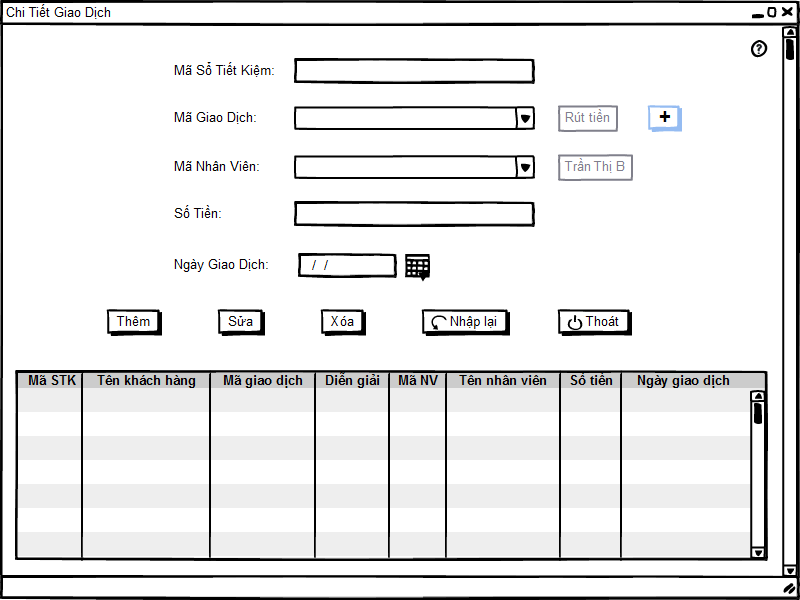 Chi Tiết Giao Dịch
?
Mã Sổ Tiết Kiệm:
Mã Giao Dịch: Rút tiền +
Mã Nhân Viên: Trần Thị B
Số Tiền:
Ngày Giao Dịch: / /
Thêm Sửa Xóa Nhập lại Thoát
Mã STK Tên khách hàng Mã giao dịch Diễn giải Mã NV Tên nhân viên Số tiền Ngày giao dịch